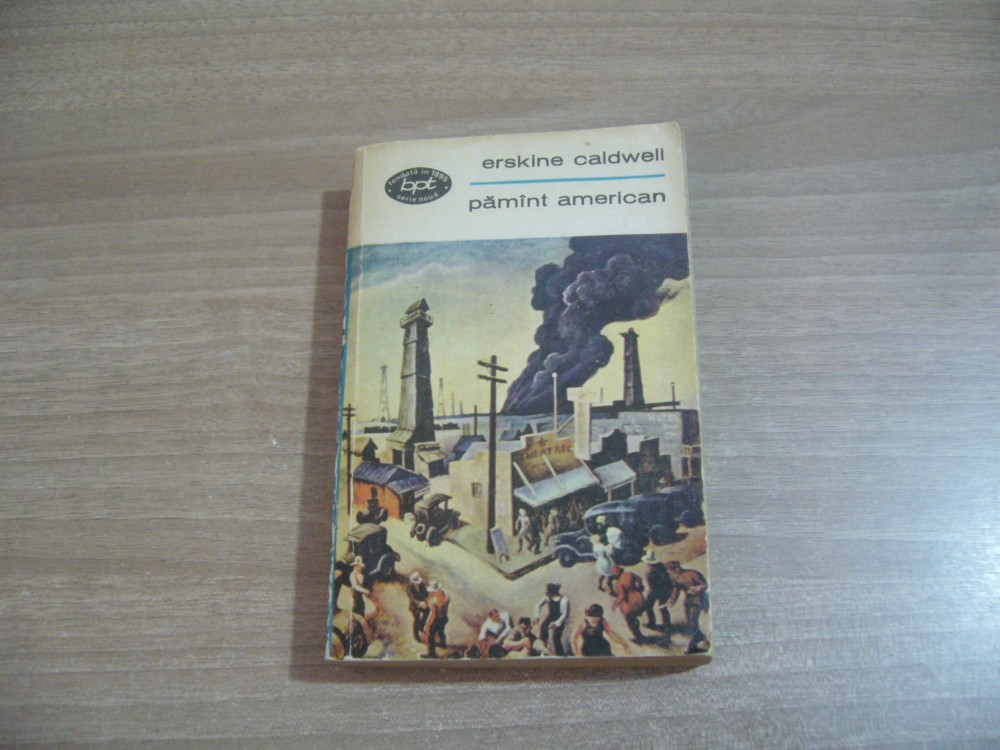 fondată în 1895
bpt
serie nouă
erskine caldwell
pămînt american